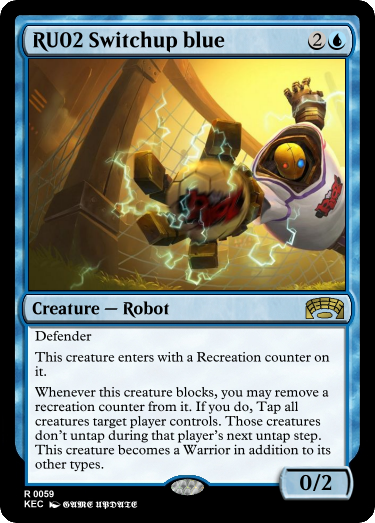 RU02 Switchup blue
2
Creature — Robot
Defender
This creature enters with a Recreation counter on
it.
Whenever this creature blocks, you may remove a
recreation counter from it. If you do, Tap all
creatures target player controls. Those creatures
don't untap during that player's next untap step.
This creature becomes a Warrior in addition to its
other types.
0/2
R 0059
KEC GAME UPDATE